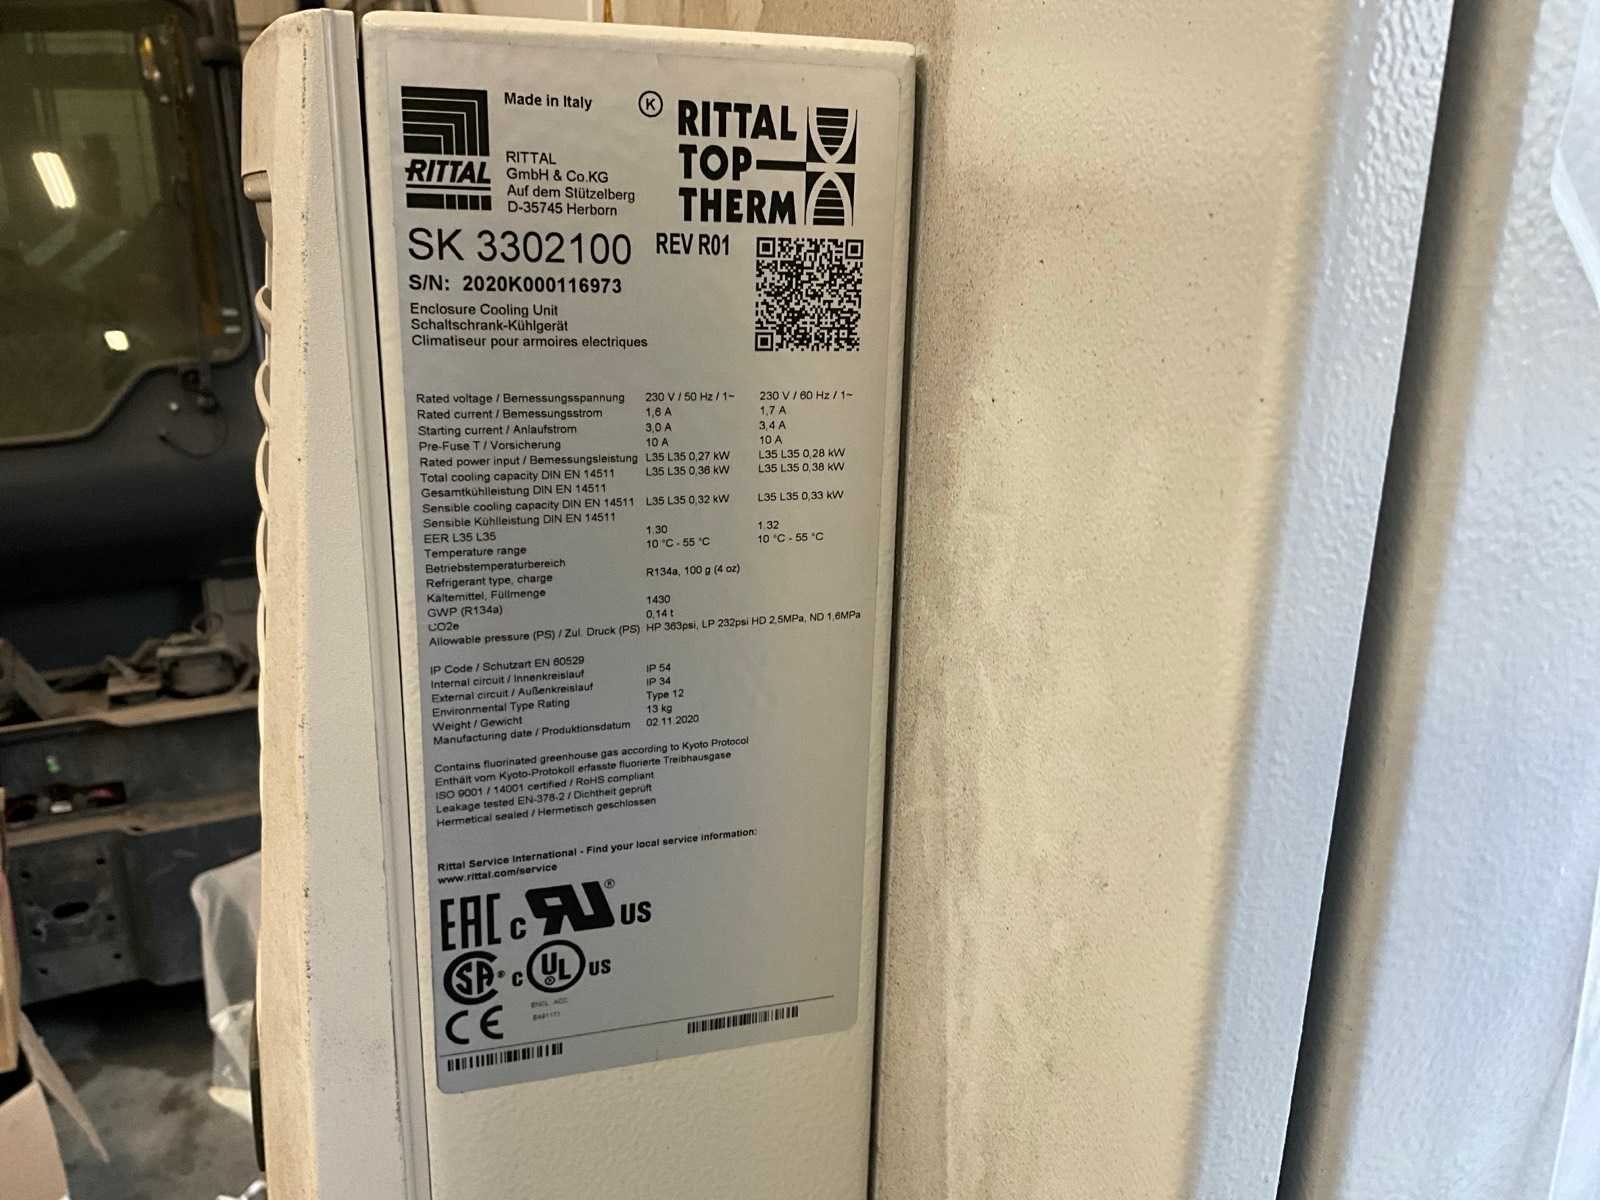 Made in Italy
K
RITTAL
TOP
THERM
RITTAL
RITTAL
GmbH & Co.KG
Auf dem Stützelberg
D-35745 Herborn
SK 3302100 REV R01
S/N: 2020K000116973
Enclosure Cooling Unit
Schaltschrank-Kühlgerät
Climatiseur pour armoires electriques
Rated voltage / Bemessungsspannung 230 V / 50 Hz / 1~ 230 V / 60 Hz / 1~
Rated current / Bemessungsstrom 1,6 A 1,7 A
Starting current / Anlaufstrom 3,0 A 3,4 A
Pre-Fuse T / Vorsicherung 10 A 10 A
Rated power input / Bemessungsleistung L35 L35 0,27 kW L35 L35 0,28 kW
Total cooling capacity DIN EN 14511 L35 L35 0,36 kW L35 L35 0,38 kW
Gesamtkühlleistung DIN EN 14511
Sensible cooling capacity DIN EN 14511 L35 L35 0,32 kW L35 L35 0,33 kW
Sensible Kühlleistung DIN EN 14511
EER L35 L35 1.30 1.32
Temperature range 10 °C - 55 °C 10 °C - 55 °C
Betriebstemperaturbereich
Refrigerant type, charge R134a, 100 g (4 oz)
Kältemittel, Füllmenge
GWP (R134a) 1430
CO2e 0,14 t
Allowable pressure (PS) / Zul. Druck (PS) HP 363psi, LP 232psi HD 2,5MPa, ND 1,6MPa
IP Code / Schutzart EN 60529
Internal circuit / Innenkreislauf IP 54
External circuit / Außenkreislauf IP 34
Environmental Type Rating Type 12
Weight / Gewicht 13 kg
Manufacturing date / Produktionsdatum 02.11.2020
Contains fluorinated greenhouse gas according to Kyoto Protocol
Enthält vom Kyoto-Protokoll erfasste fluorierte Treibhausgase
ISO 9001 / 14001 certified / RoHS compliant
Leakage tested EN-378-2 / Dichtheit geprüft
Hermetical sealed / Hermetisch geschlossen
Rittal Service International - Find your local service information:
www.rittal.com/service
EAC c RU ® US
SA ® c UL US
CE ENCL. ACC.